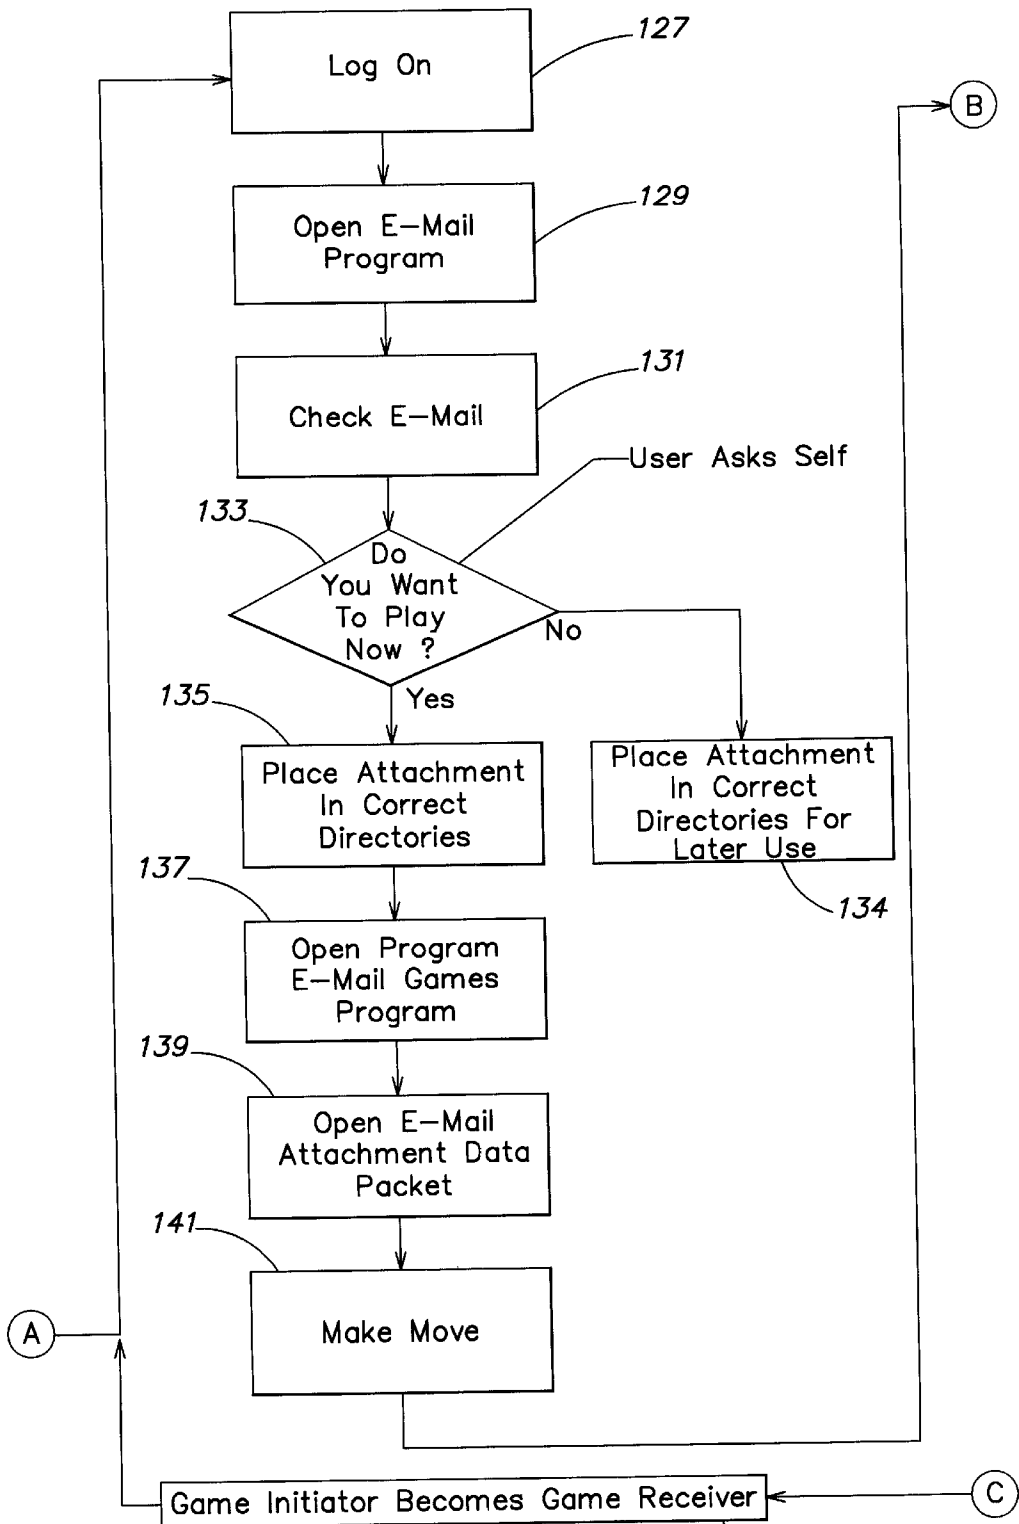 127
Log On
B
129
Open E-Mail
Program
131
Check E-Mail
User Asks Self
133
Do
You Want
To Play
Now ?
No
Yes
135
Place Attachment
In Correct
Directories
Place Attachment
In Correct
Directories For
Later Use
134
137
Open Program
E-Mail Games
Program
139
Open E-Mail
Attachment Data
Packet
141
Make Move
A
Game Initiator Becomes Game Receiver
C